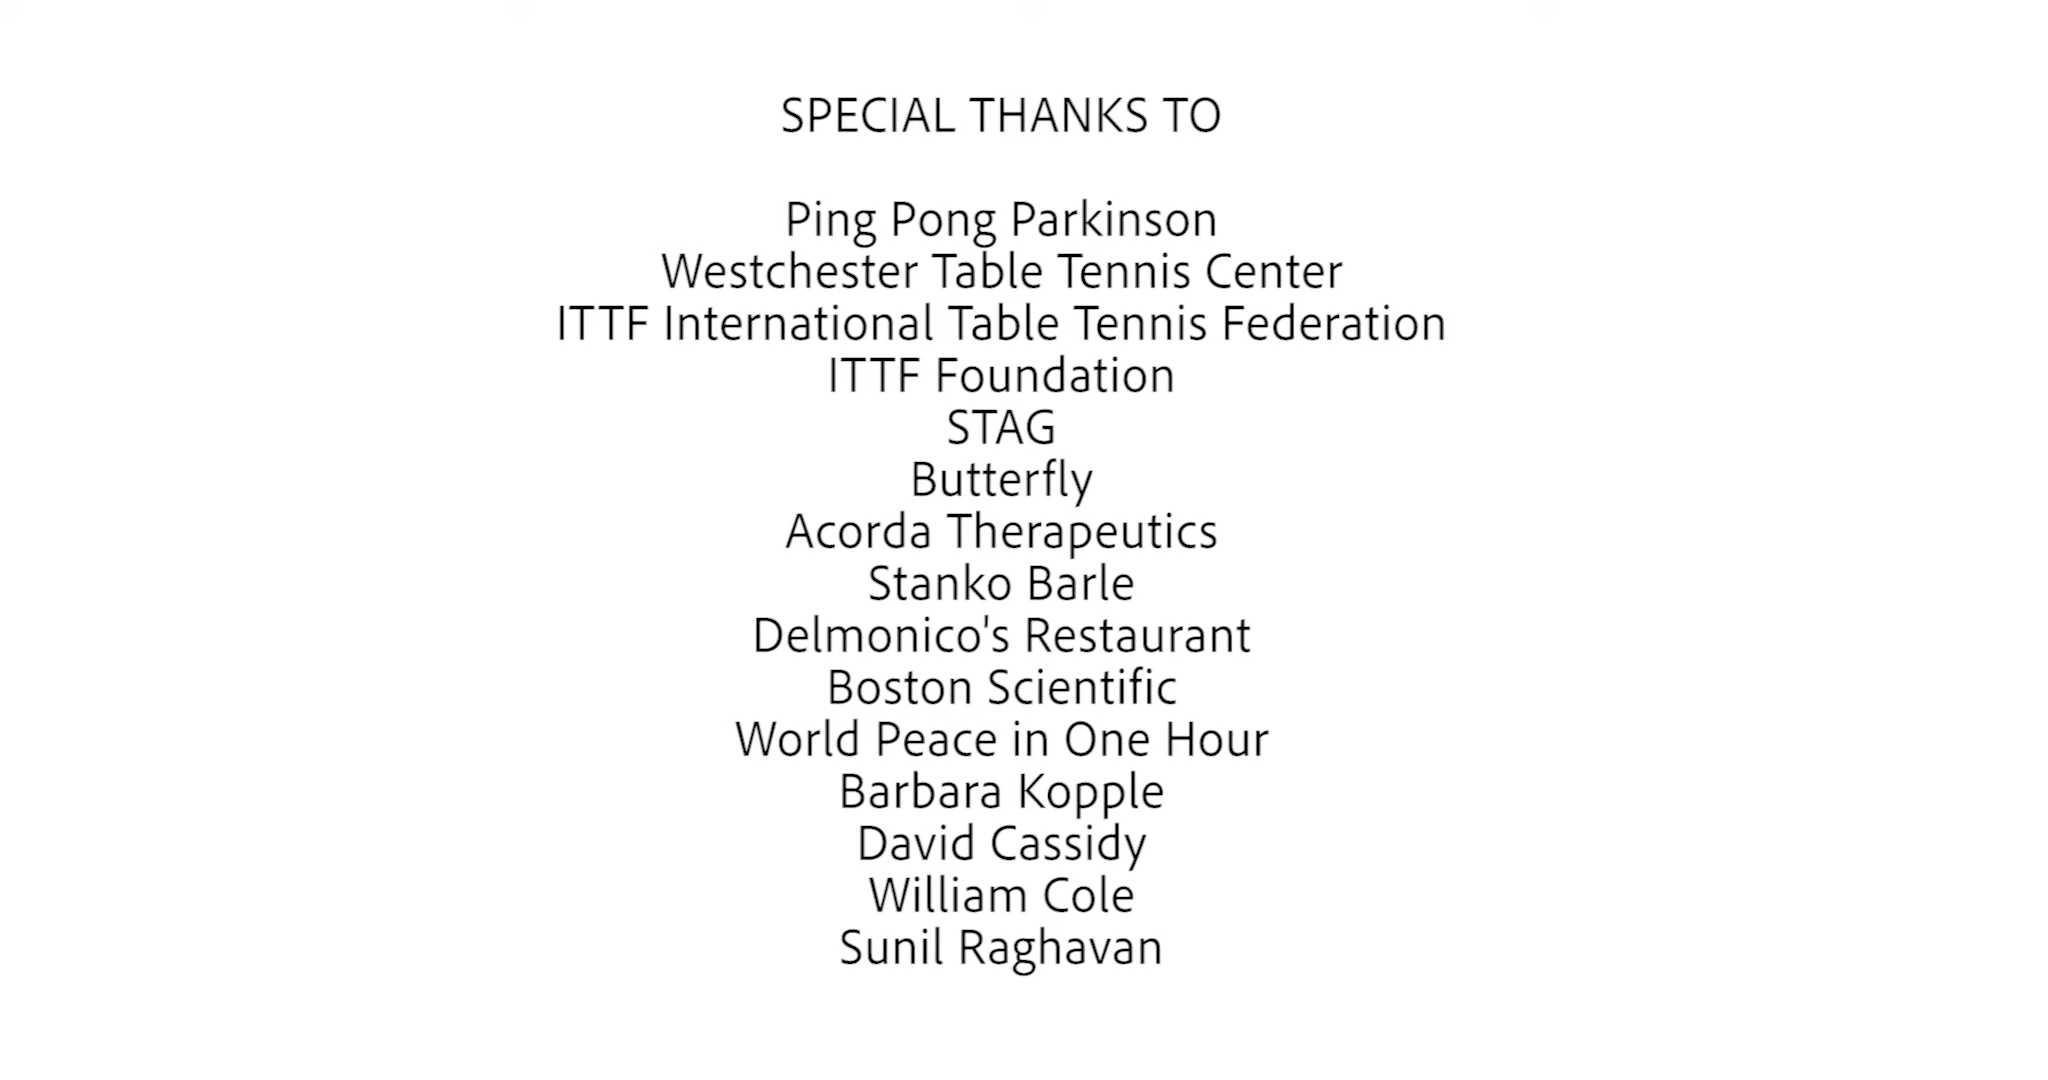 SPECIAL THANKS TO
Ping Pong Parkinson
Westchester Table Tennis Center
ITTF International Table Tennis Federation
ITTF Foundation
STAG
Butterfly
Acorda Therapeutics
Stanko Barle
Delmonico's Restaurant
Boston Scientific
World Peace in One Hour
Barbara Kopple
David Cassidy
William Cole
Sunil Raghavan